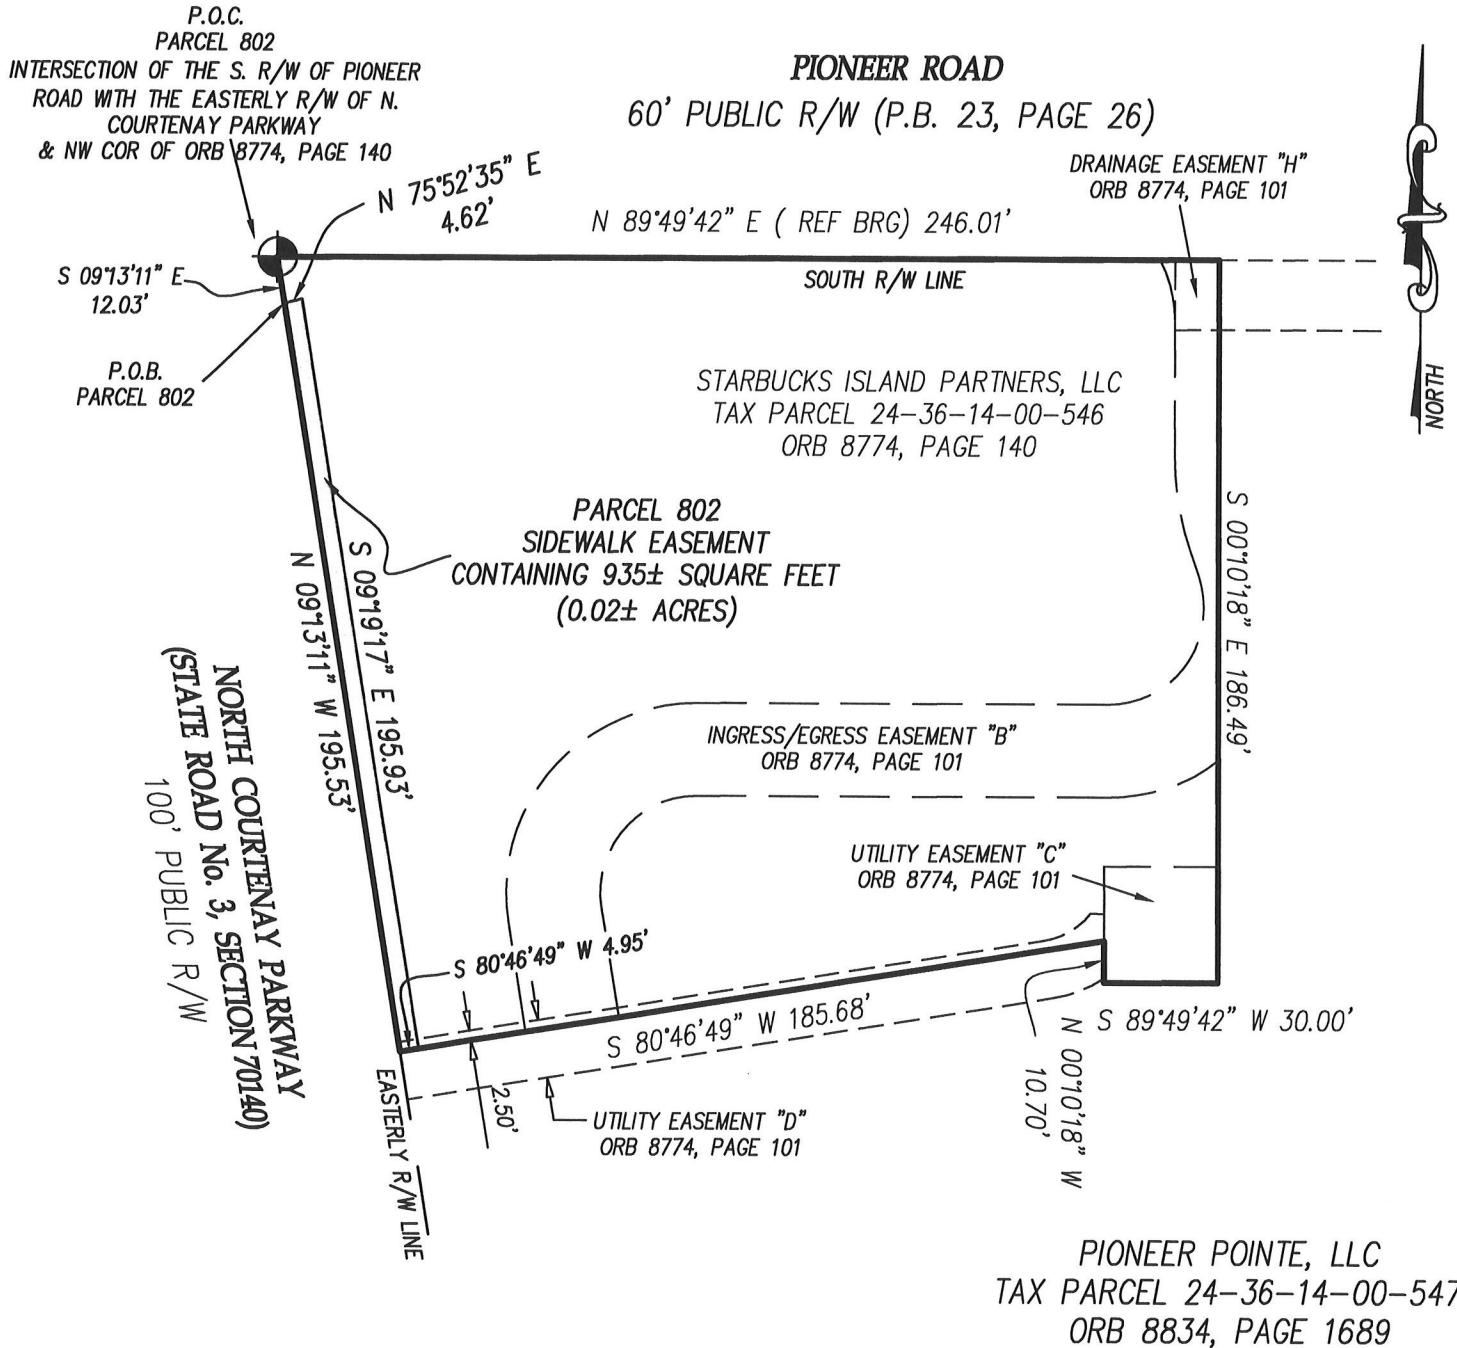 P.O.C.
PARCEL 802
INTERSECTION OF THE S. R/W OF PIONEER
ROAD WITH THE EASTERLY R/W OF N.
COURTENAY PARKWAY
& NW COR OF ORB 8774, PAGE 140
PIONEER ROAD
60' PUBLIC R/W (P.B. 23, PAGE 26)
DRAINAGE EASEMENT "H"
ORB 8774, PAGE 101
N 75°52'35" E
4.62'
N 89°49'42" E ( REF BRG) 246.01'
SOUTH R/W LINE
S 09°13'11" E
12.03'
P.O.B.
PARCEL 802
NORTH
STARBUCKS ISLAND PARTNERS, LLC
TAX PARCEL 24-36-14-00-546
ORB 8774, PAGE 140
PARCEL 802
SIDEWALK EASEMENT
CONTAINING 935± SQUARE FEET
(0.02± ACRES)
S 00°10'18" E 186.49'
S 09°19'17" E 195.93'
N 09°13'11" W 195.53'
NORTH COURTENAY PARKWAY
(STATE ROAD No. 3, SECTION 70140)
100' PUBLIC R/W
INGRESS/EGRESS EASEMENT "B"
ORB 8774, PAGE 101
UTILITY EASEMENT "C"
ORB 8774, PAGE 101
S 80°46'49" W 4.95'
S 80°46'49" W 185.68'
S 89°49'42" W 30.00'
N 00°10'18" W
10.70'
2.50'
UTILITY EASEMENT "D"
ORB 8774, PAGE 101
EASTERLY R/W LINE
PIONEER POINTE, LLC
TAX PARCEL 24-36-14-00-547
ORB 8834, PAGE 1689